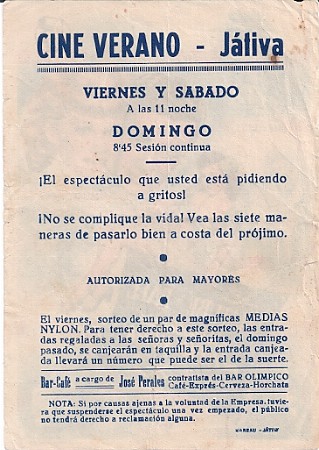 CINE VERANO - Játiva
VIERNES Y SABADO
A las 11 noche
DOMINGO
8'45 Sesión continua
¡El espectáculo que usted está pidiendo
a gritos!
¡No se complique la vida! Vea las siete ma-
neras de pasarlo bien a costa del prójimo.
AUTORIZADA PARA MAYORES
El viernes, sorteo de un par de magníficas MEDIAS
NYLON. Para tener derecho a este sorteo, las entra-
das regaladas a las señoras y señoritas, el domingo
pasado, se canjearán en taquilla y la entrada canjea-
da llevará un número que puede ser el de la suerte.
Bar-Café a cargo de José Perales contratista del BAR OLIMPICO
Café-Exprés-Cerveza-Horchata
NOTA: Si por causas ajenas a la voluntad de la Empresa, tuvie-
ra que suspenderse el espectáculo una vez empezado, el público
no tendrá derecho a reclamación alguna.